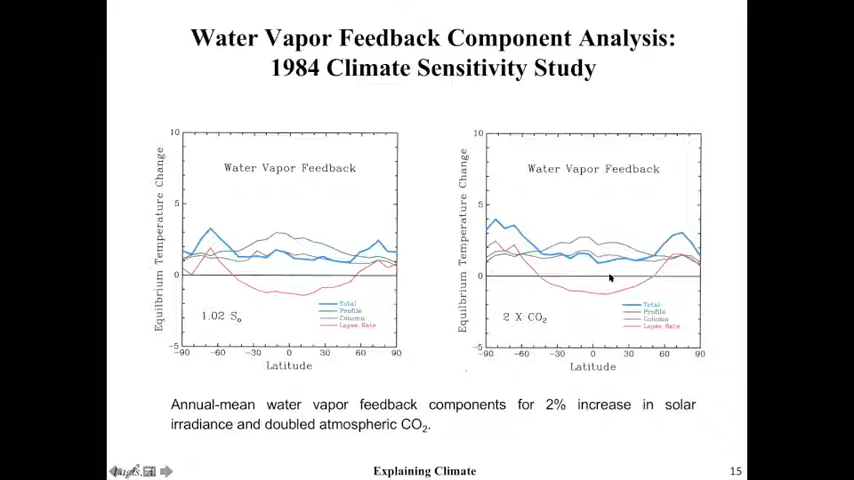 Water Vapor Feedback Component Analysis:
1984 Climate Sensitivity Study
Equilbrium Temperature Change
10
5
0
-5
Water Vapor Feedback
1.02 So
Total
Profile
Column
Lapse Rate
-90 -60 -30 0 30 60 90
Latitude
Equilbrium Temperature Change
10
5
0
-5
Water Vapor Feedback
2 X CO2
Total
Profile
Column
Lapse Rate
-90 -60 -30 0 30 60 90
Latitude
Annual-mean water vapor feedback components for 2% increase in solar
irradiance and doubled atmospheric CO2.
Explaining Climate
15